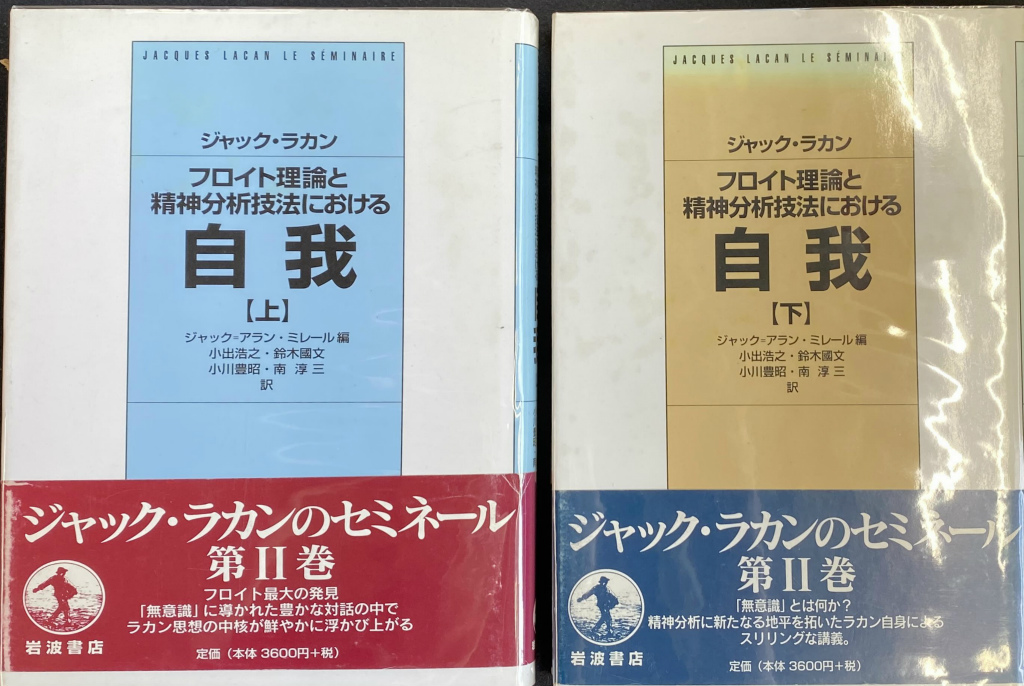 JACQUES LACAN LE SÉMINAIRE
ジャック・ラカン
フロイト理論と
精神分析技法における
自我
【上】
ジャック=アラン・ミレール編
小出浩之・鈴木國文
小川豊昭・南 淳三
訳
ジャック・ラカンのセミネール
第II巻
フロイト最大の発見
「無意識」に導かれた豊かな対話の中で
ラカン思想の中核が鮮やかに浮かび上がる
岩波書店
定価（本体 3600円+税）
JACQUES LACAN LE SÉMINAIRE
ジャック・ラカン
フロイト理論と
精神分析技法における
自我
【下】
ジャック=アラン・ミレール編
小出浩之・鈴木國文
小川豊昭・南 淳三
訳
ジャック・ラカンのセミネール
第II巻
「無意識」とは何か?
精神分析に新たなる地平を拓いたラカン自身による
スリリングな講義。
岩波書店
定価（本体 3600円+税）